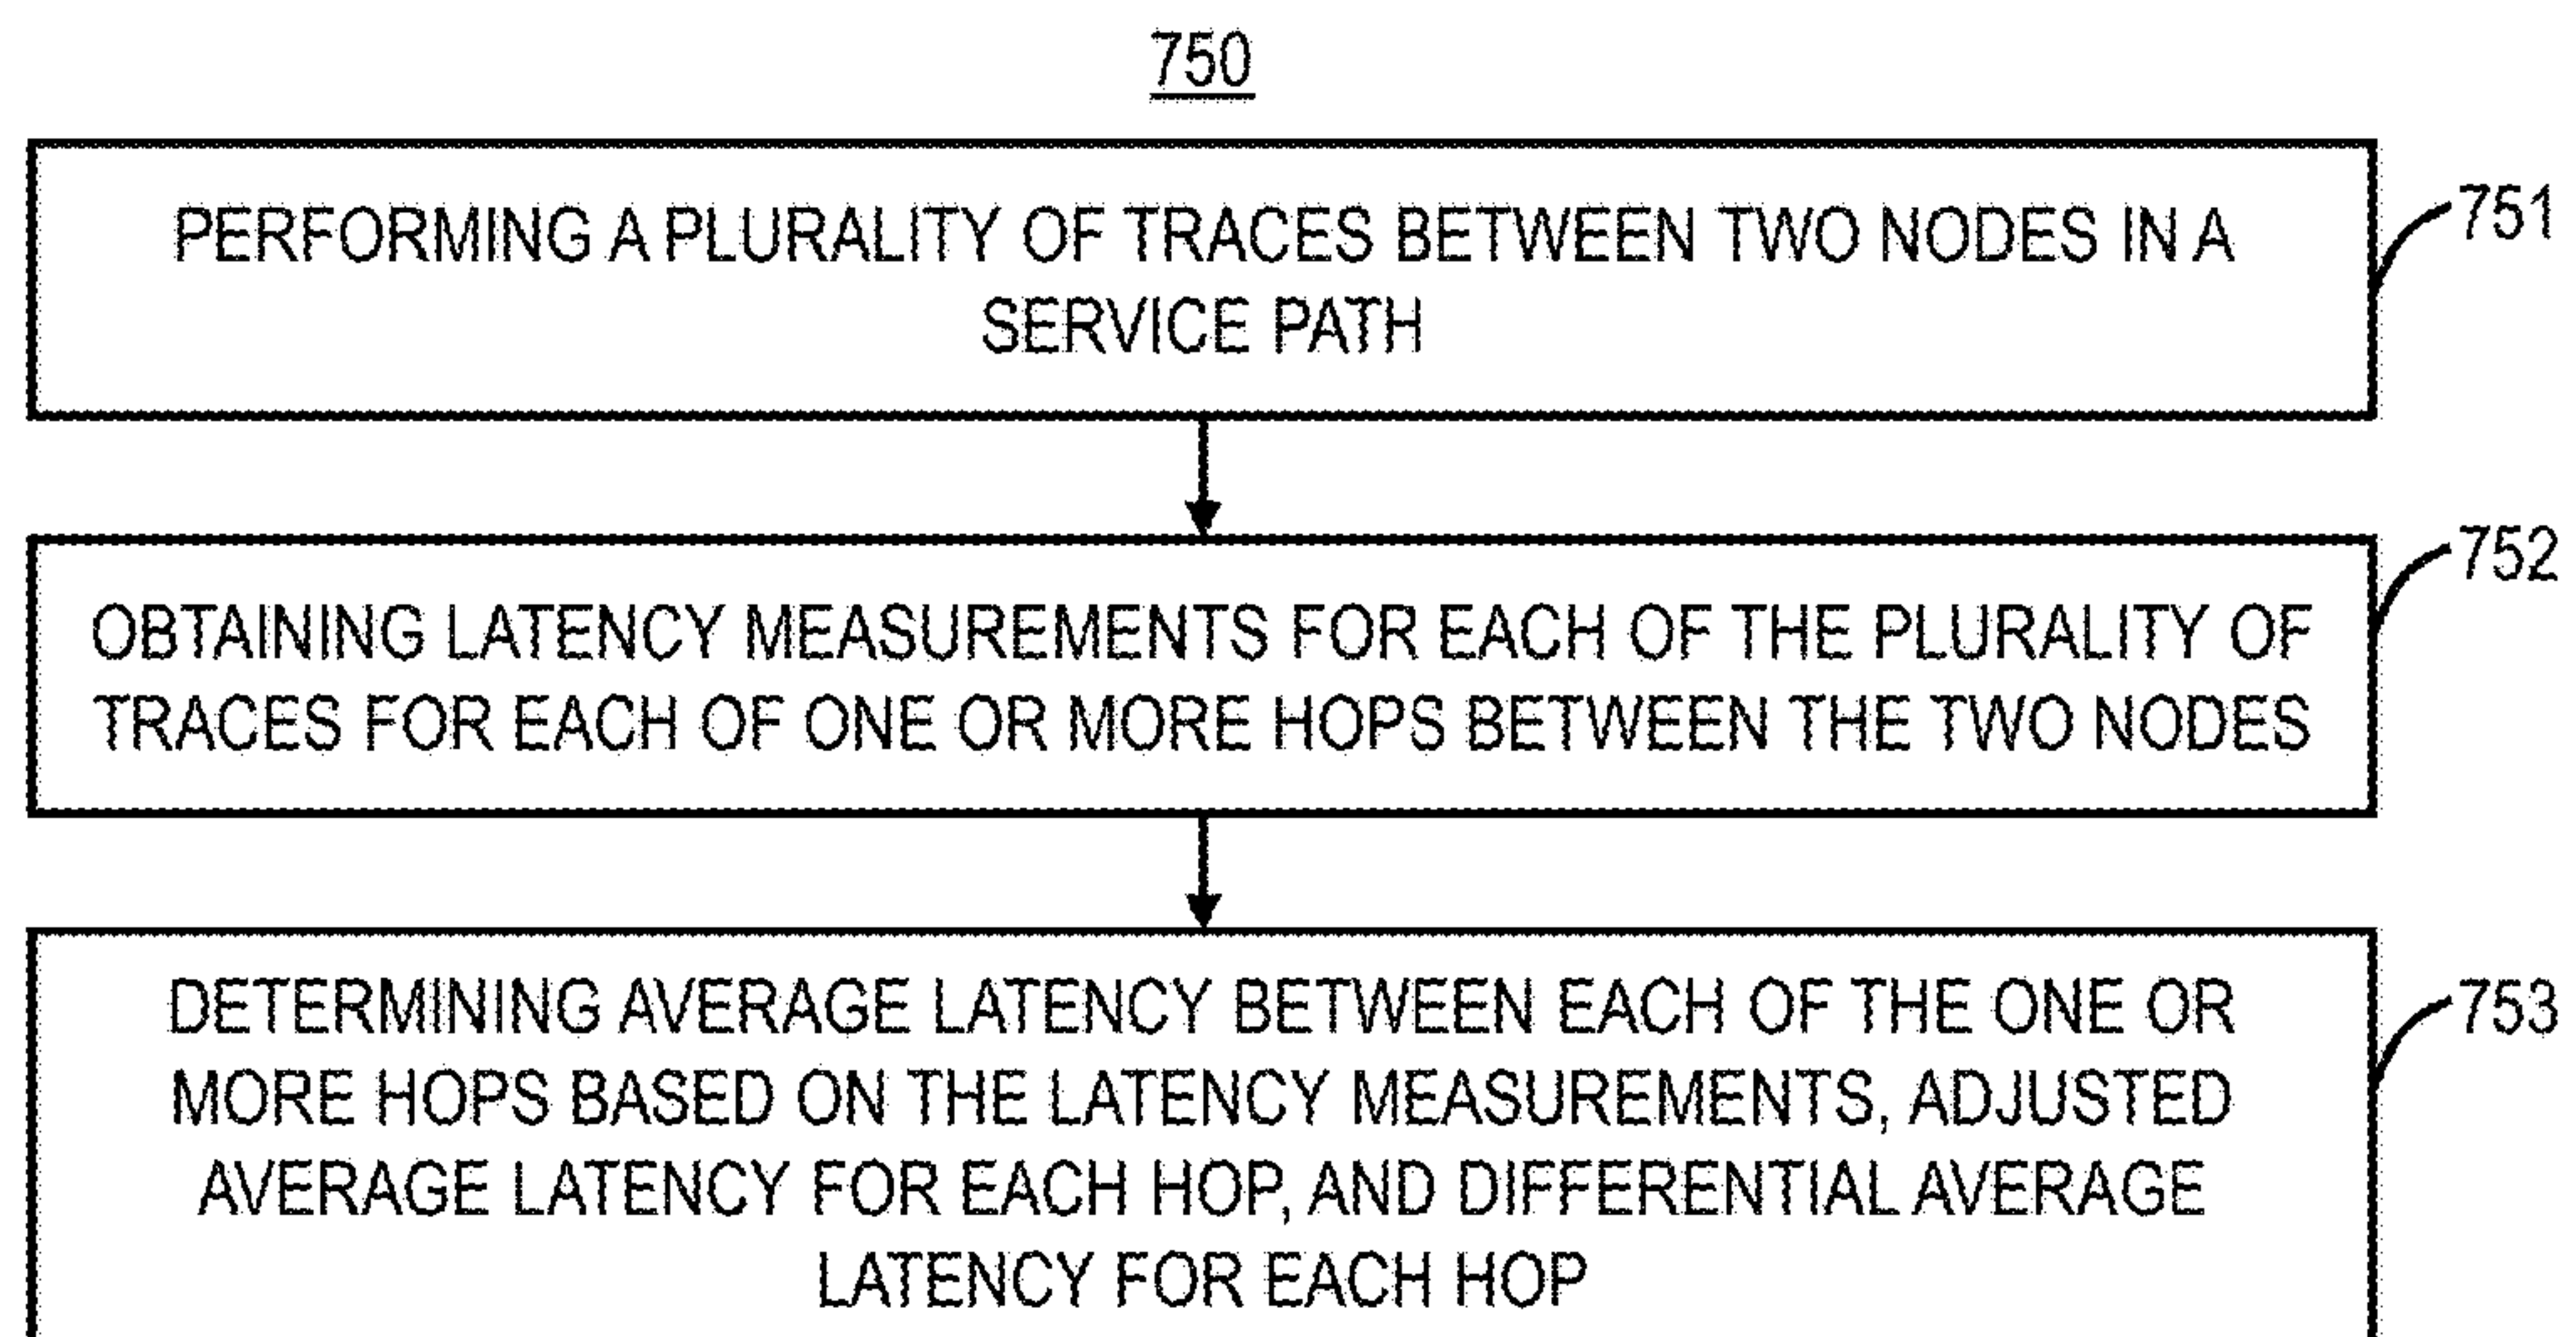 750
PERFORMING A PLURALITY OF TRACES BETWEEN TWO NODES IN A
SERVICE PATH
751
OBTAINING LATENCY MEASUREMENTS FOR EACH OF THE PLURALITY OF
TRACES FOR EACH OF ONE OR MORE HOPS BETWEEN THE TWO NODES
752
DETERMINING AVERAGE LATENCY BETWEEN EACH OF THE ONE OR
MORE HOPS BASED ON THE LATENCY MEASUREMENTS, ADJUSTED
AVERAGE LATENCY FOR EACH HOP, AND DIFFERENTIAL AVERAGE
LATENCY FOR EACH HOP
753